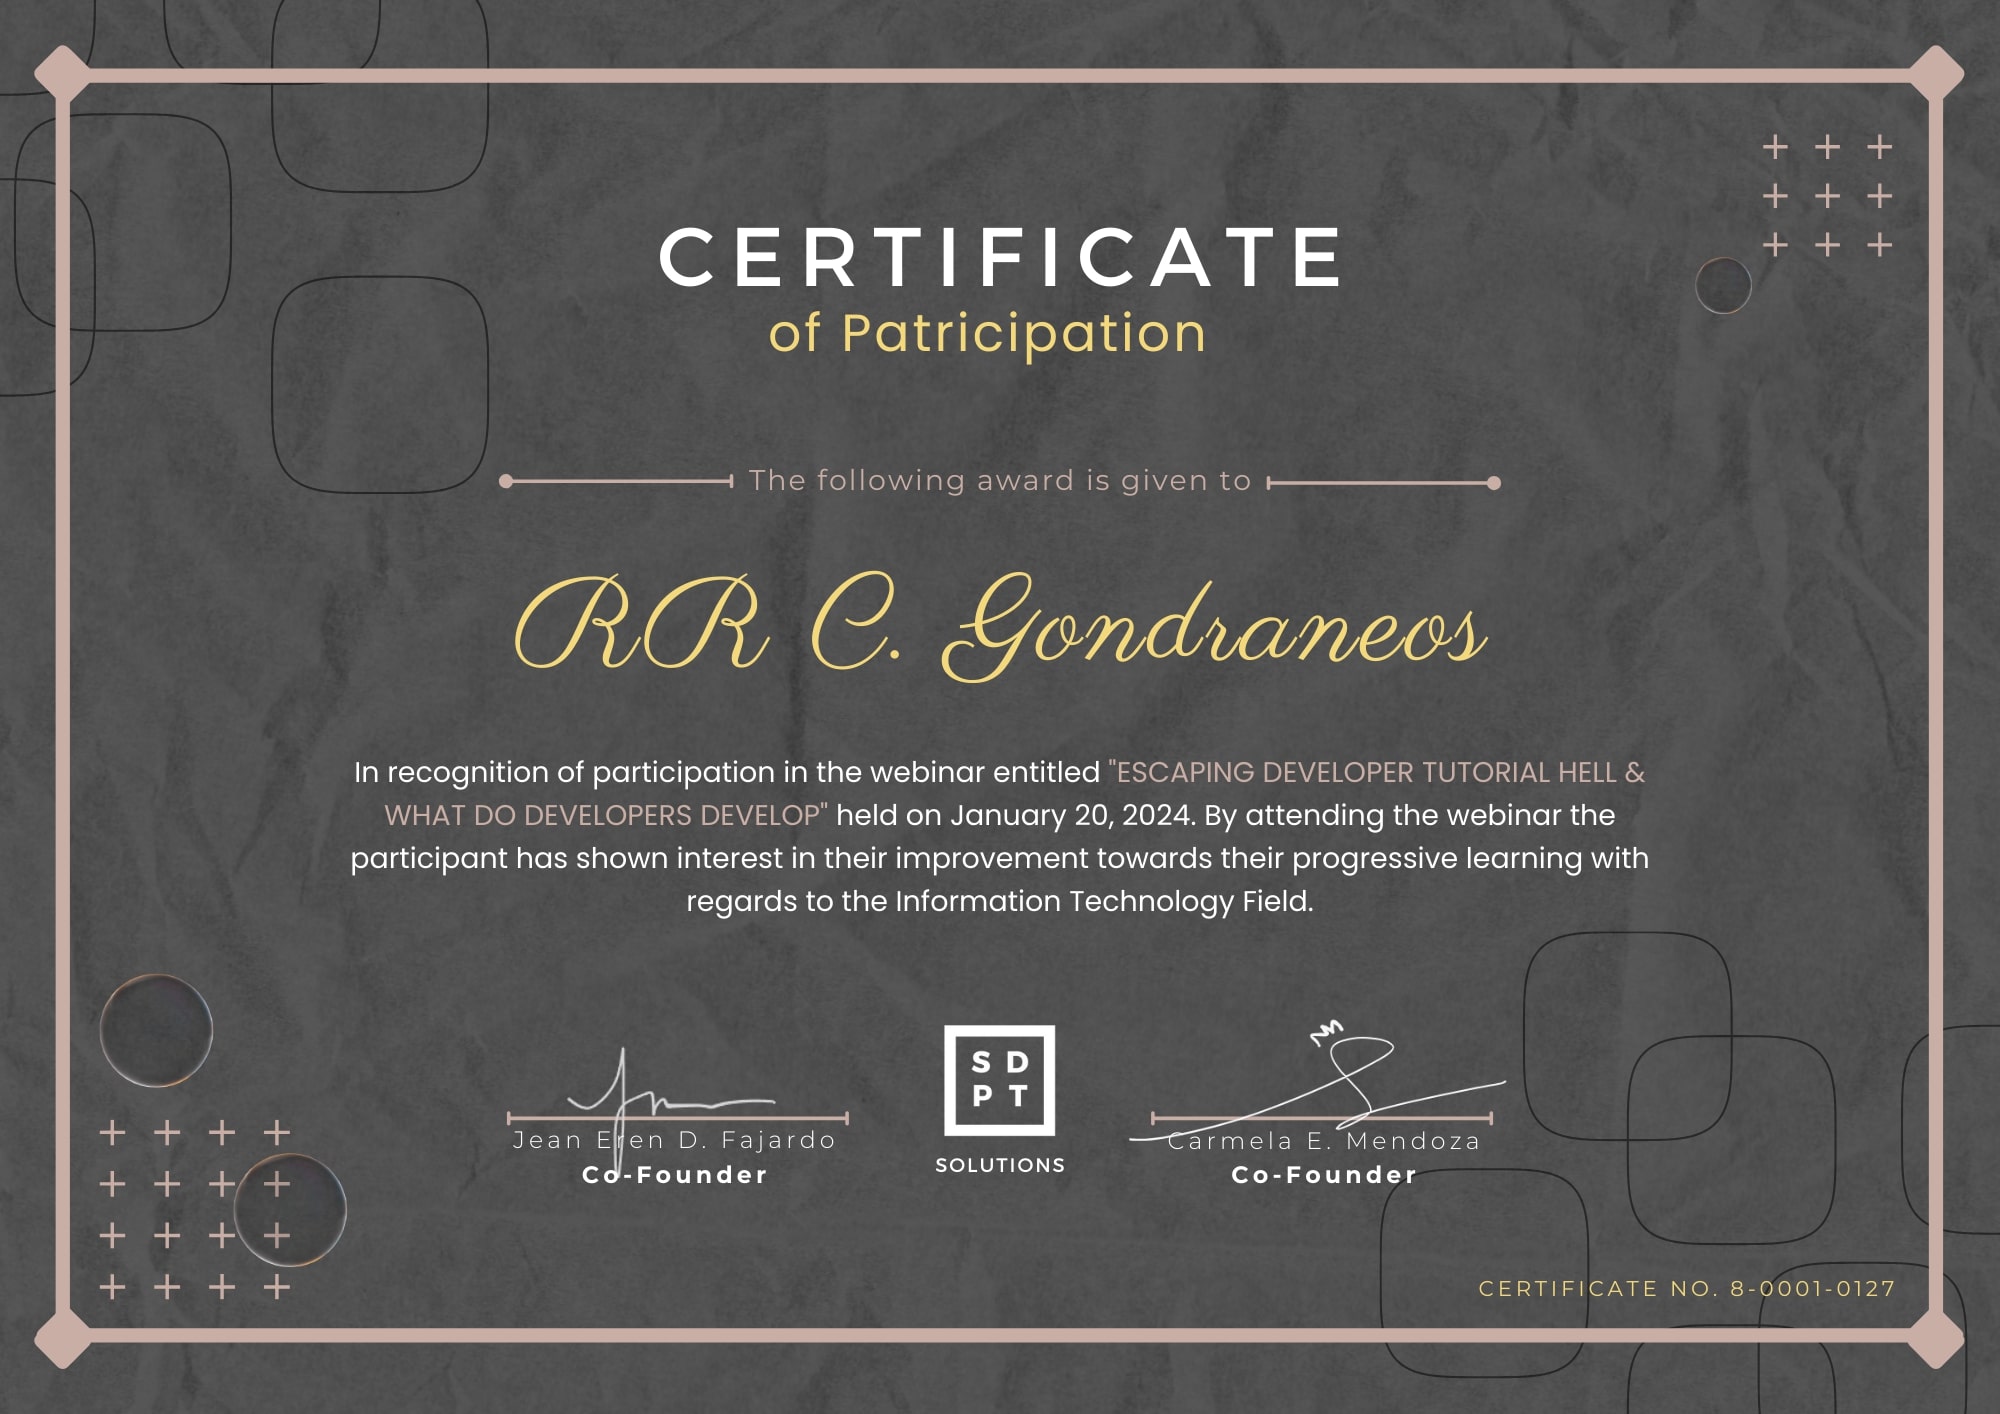 CERTIFICATE
of Patricipation
The following award is given to
RR C. Gondraneos
In recognition of participation in the webinar entitled "ESCAPING DEVELOPER TUTORIAL HELL &
WHAT DO DEVELOPERS DEVELOP" held on January 20, 2024. By attending the webinar the
participant has shown interest in their improvement towards their progressive learning with
regards to the Information Technology Field.
Jean Eren D. Fajardo
Co-Founder
S D
P T
SOLUTIONS
Carmela E. Mendoza
Co-Founder
CERTIFICATE NO. 8-0001-0127